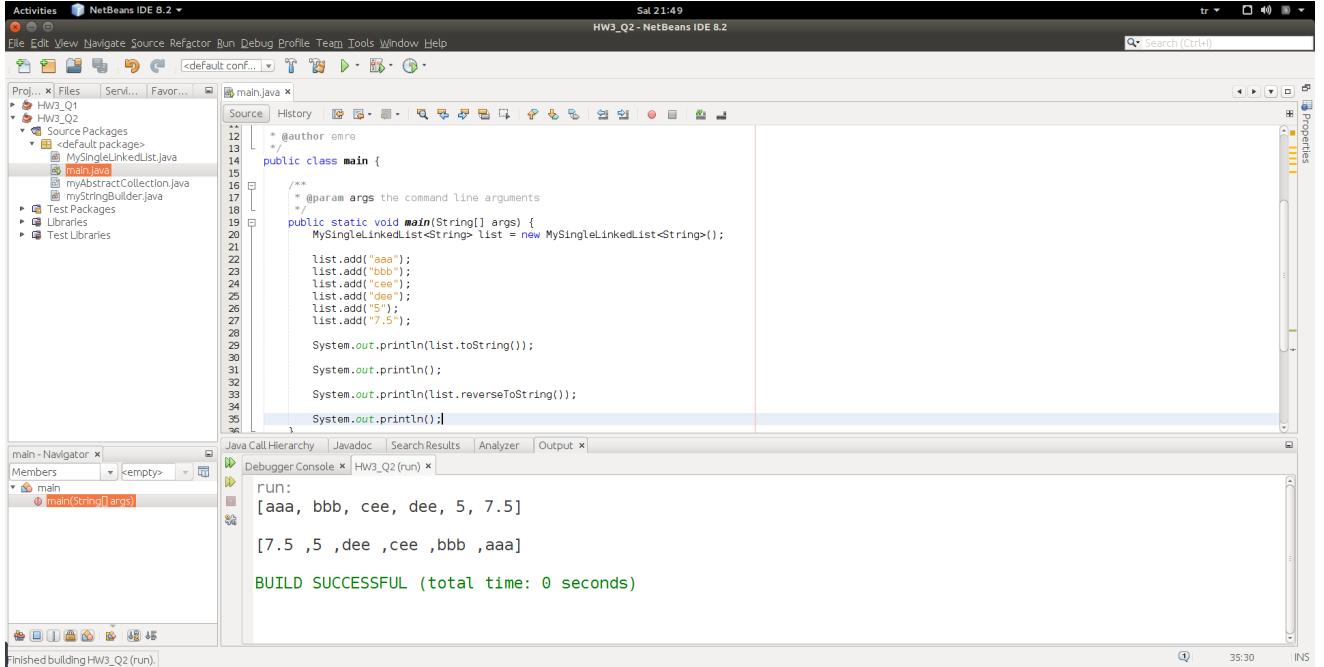 Activities NetBeans IDE 8.2 Sal 21:49 tr
HW3_Q2 - NetBeans IDE 8.2
File Edit View Navigate Source Refactor Run Debug Profile Team Tools Window Help
Search (Ctrl+I)
<default conf...
Proj... × Files Servi... Favor...
HW3_Q1
HW3_Q2
Source Packages
<default package>
MySingleLinkedList.java
main.java
myAbstractCollection.java
myStringBuilder.java
Test Packages
Libraries
Test Libraries
main.java ×
Source History
Properties
11
12 * @author emre
13 */
14 public class main {
15
16 /**
17 * @param args the command line arguments
18 */
19 public static void main(String[] args) {
20 MySingleLinkedList<String> list = new MySingleLinkedList<String>();
21
22 list.add("aaa");
23 list.add("bbb");
24 list.add("cee");
25 list.add("dee");
26 list.add("5");
27 list.add("7.5");
28
29 System.out.println(list.toString());
30
31 System.out.println();
32
33 System.out.println(list.reverseToString());
34
35 System.out.println();
36 }
main - Navigator ×
Members <empty>
main
main(String[] args)
Java Call Hierarchy Javadoc Search Results Analyzer Output ×
Debugger Console × HW3_Q2 (run) ×
run:
[aaa, bbb, cee, dee, 5, 7.5]
[7.5 ,5 ,dee ,cee ,bbb ,aaa]
BUILD SUCCESSFUL (total time: 0 seconds)
Finished building HW3_Q2 (run).
1 35:30 INS